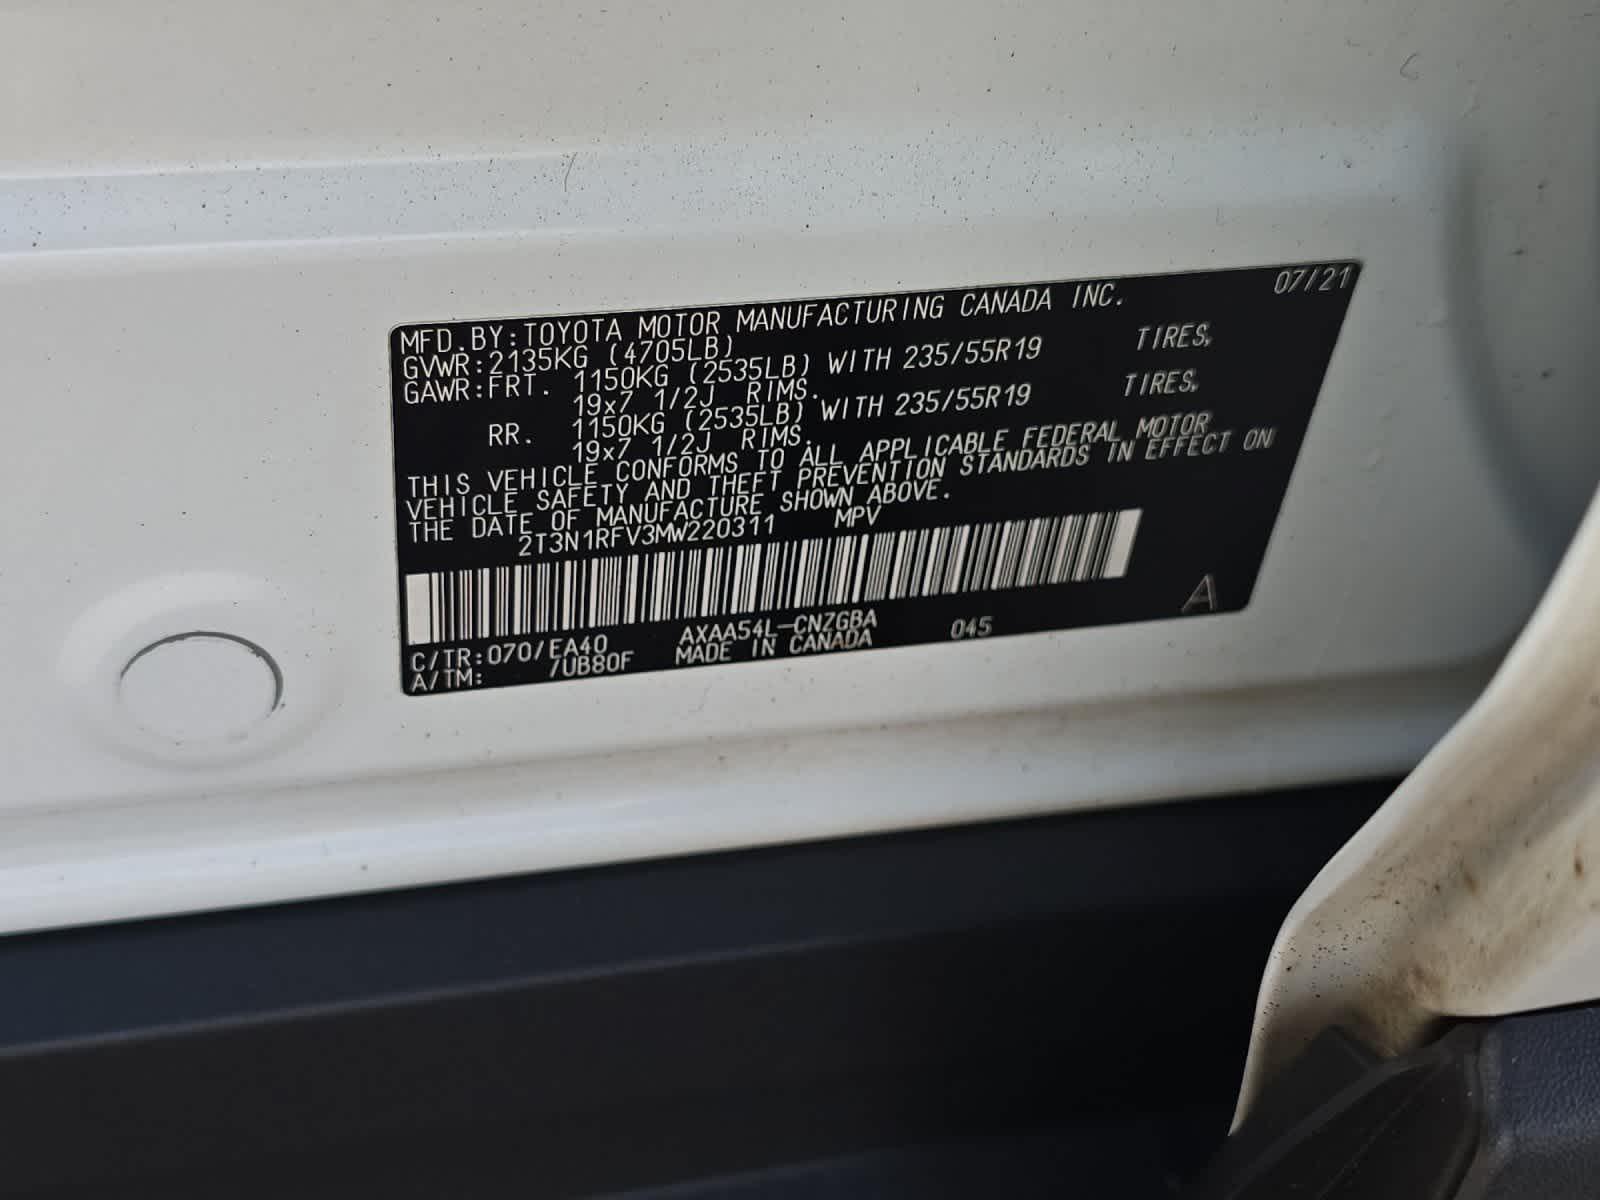 07/21
MFD.BY:TOYOTA MOTOR MANUFACTURING CANADA INC.
GVWR:2135KG (4705LB)
GAWR:FRT. 1150KG (2535LB) WITH 235/55R19 TIRES,
19x7 1/2J RIMS.
RR. 1150KG (2535LB) WITH 235/55R19 TIRES,
19x7 1/2J RIMS.
THIS VEHICLE CONFORMS TO ALL APPLICABLE FEDERAL MOTOR
VEHICLE SAFETY AND THEFT PREVENTION STANDARDS IN EFFECT ON
THE DATE OF MANUFACTURE SHOWN ABOVE.
2T3N1RFV3MW220311 MPV
A
C/TR:070/EA40 AXAA54L-CNZGBA 045
A/TM: /UB80F MADE IN CANADA